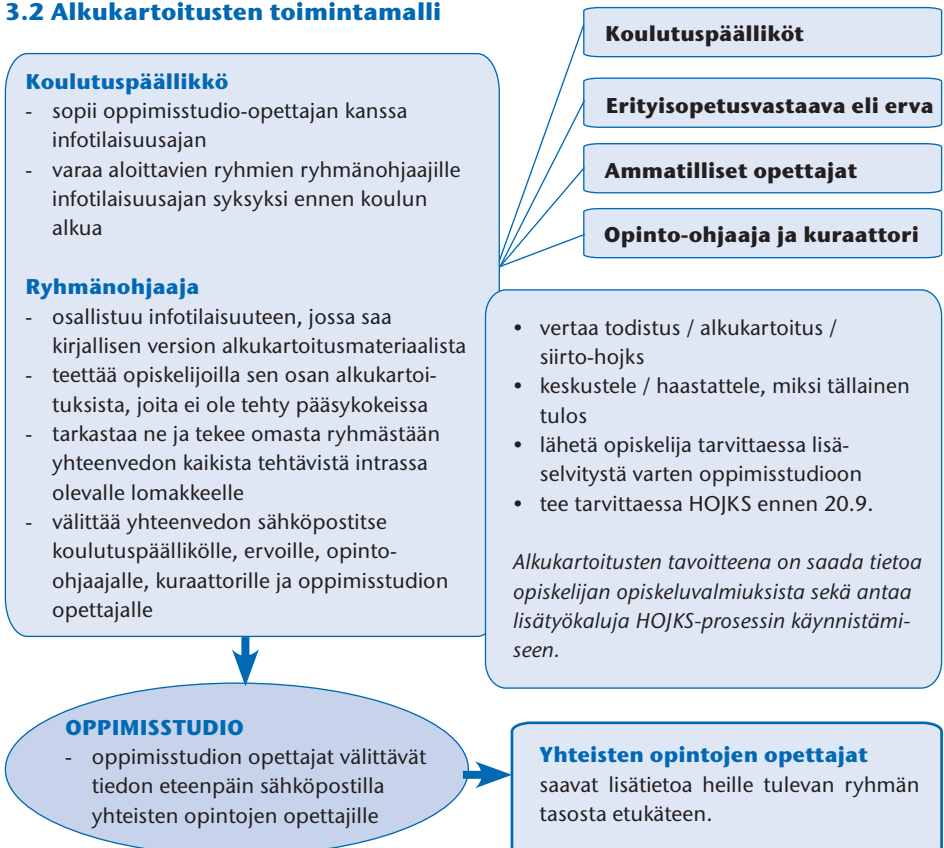 3.2 Alkukartoitusten toimintamalli
Koulutuspäällikkö
- sopii oppimisstudio-opettajan kanssa
infotilaisuusajan
- varaa aloittavien ryhmien ryhmänohjaajille
infotilaisuusajan syksyksi ennen koulun
alkua
Ryhmänohjaaja
- osallistuu infotilaisuuteen, jossa saa
kirjallisen version alkukartoitusmateriaalista
- teettää opiskelijoilla sen osan alkukartoi-
tuksista, joita ei ole tehty pääsykokeissa
- tarkastaa ne ja tekee omasta ryhmästään
yhteenvedon kaikista tehtävistä intrassa
olevalle lomakkeelle
- välittää yhteenvedon sähköpostitse
koulutuspäällikölle, ervoille, opinto-
ohjaajalle, kuraattorille ja oppimisstudion
opettajalle
Koulutuspäälliköt
Erityisopetusvastaava eli erva
Ammatilliset opettajat
Opinto-ohjaaja ja kuraattori
• vertaa todistus / alkukartoitus /
siirto-hojks
• keskustele / haastattele, miksi tällainen
tulos
• lähetä opiskelija tarvittaessa lisä-
selvitystä varten oppimisstudioon
• tee tarvittaessa HOJKS ennen 20.9.
Alkukartoitusten tavoitteena on saada tietoa
opiskelijan opiskeluvalmiuksista sekä antaa
lisätyökaluja HOJKS-prosessin käynnistämi-
seen.
OPPIMISSTUDIO
- oppimisstudion opettajat välittävät
tiedon eteenpäin sähköpostilla
yhteisten opintojen opettajille
Yhteisten opintojen opettajat
saavat lisätietoa heille tulevan ryhmän
tasosta etukäteen.